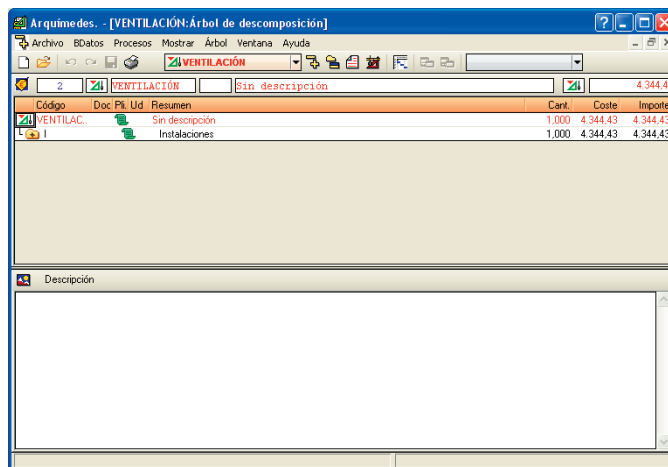 Arquímedes. - [VENTILACIÓN:Árbol de descomposición]
Archivo BDatos Procesos Mostrar Árbol Ventana Ayuda
VENTILACIÓN
2 VENTILACIÓN Sin descripción 4.344,4
Código Doc Pli. Ud Resumen Cant. Coste Importe
VENTILAC.. Sin descripción 1,000 4.344,43 4.344,43
I Instalaciones 1,000 4.344,43 4.344,43
Descripción